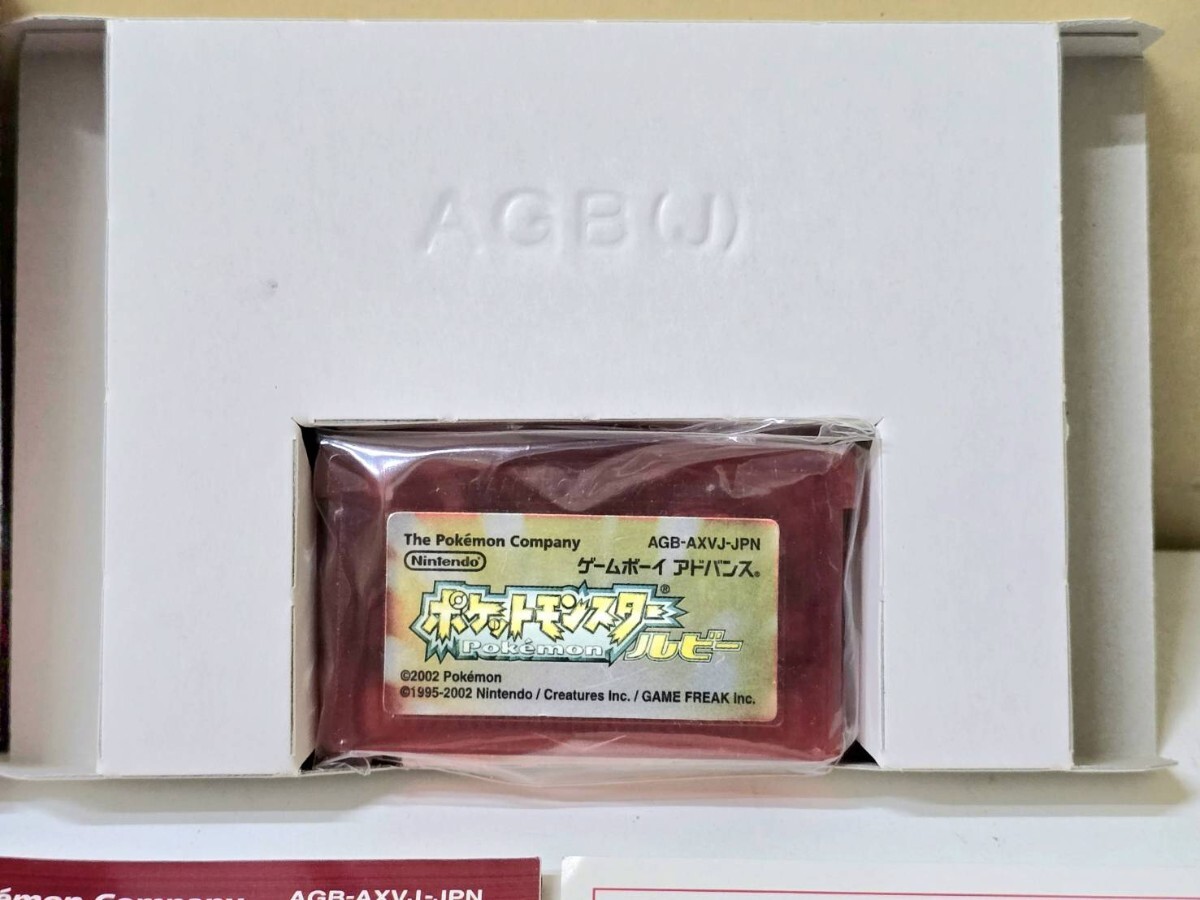 AGB(J)
The Pokémon Company AGB-AXVJ-JPN
Nintendo ゲームボーイ アドバンス®
ポケットモンスター®
Pokémon ルビー
©2002 Pokémon
©1995-2002 Nintendo / Creatures Inc. / GAME FREAK inc.
émon Company AGB-AXVJ-JPN